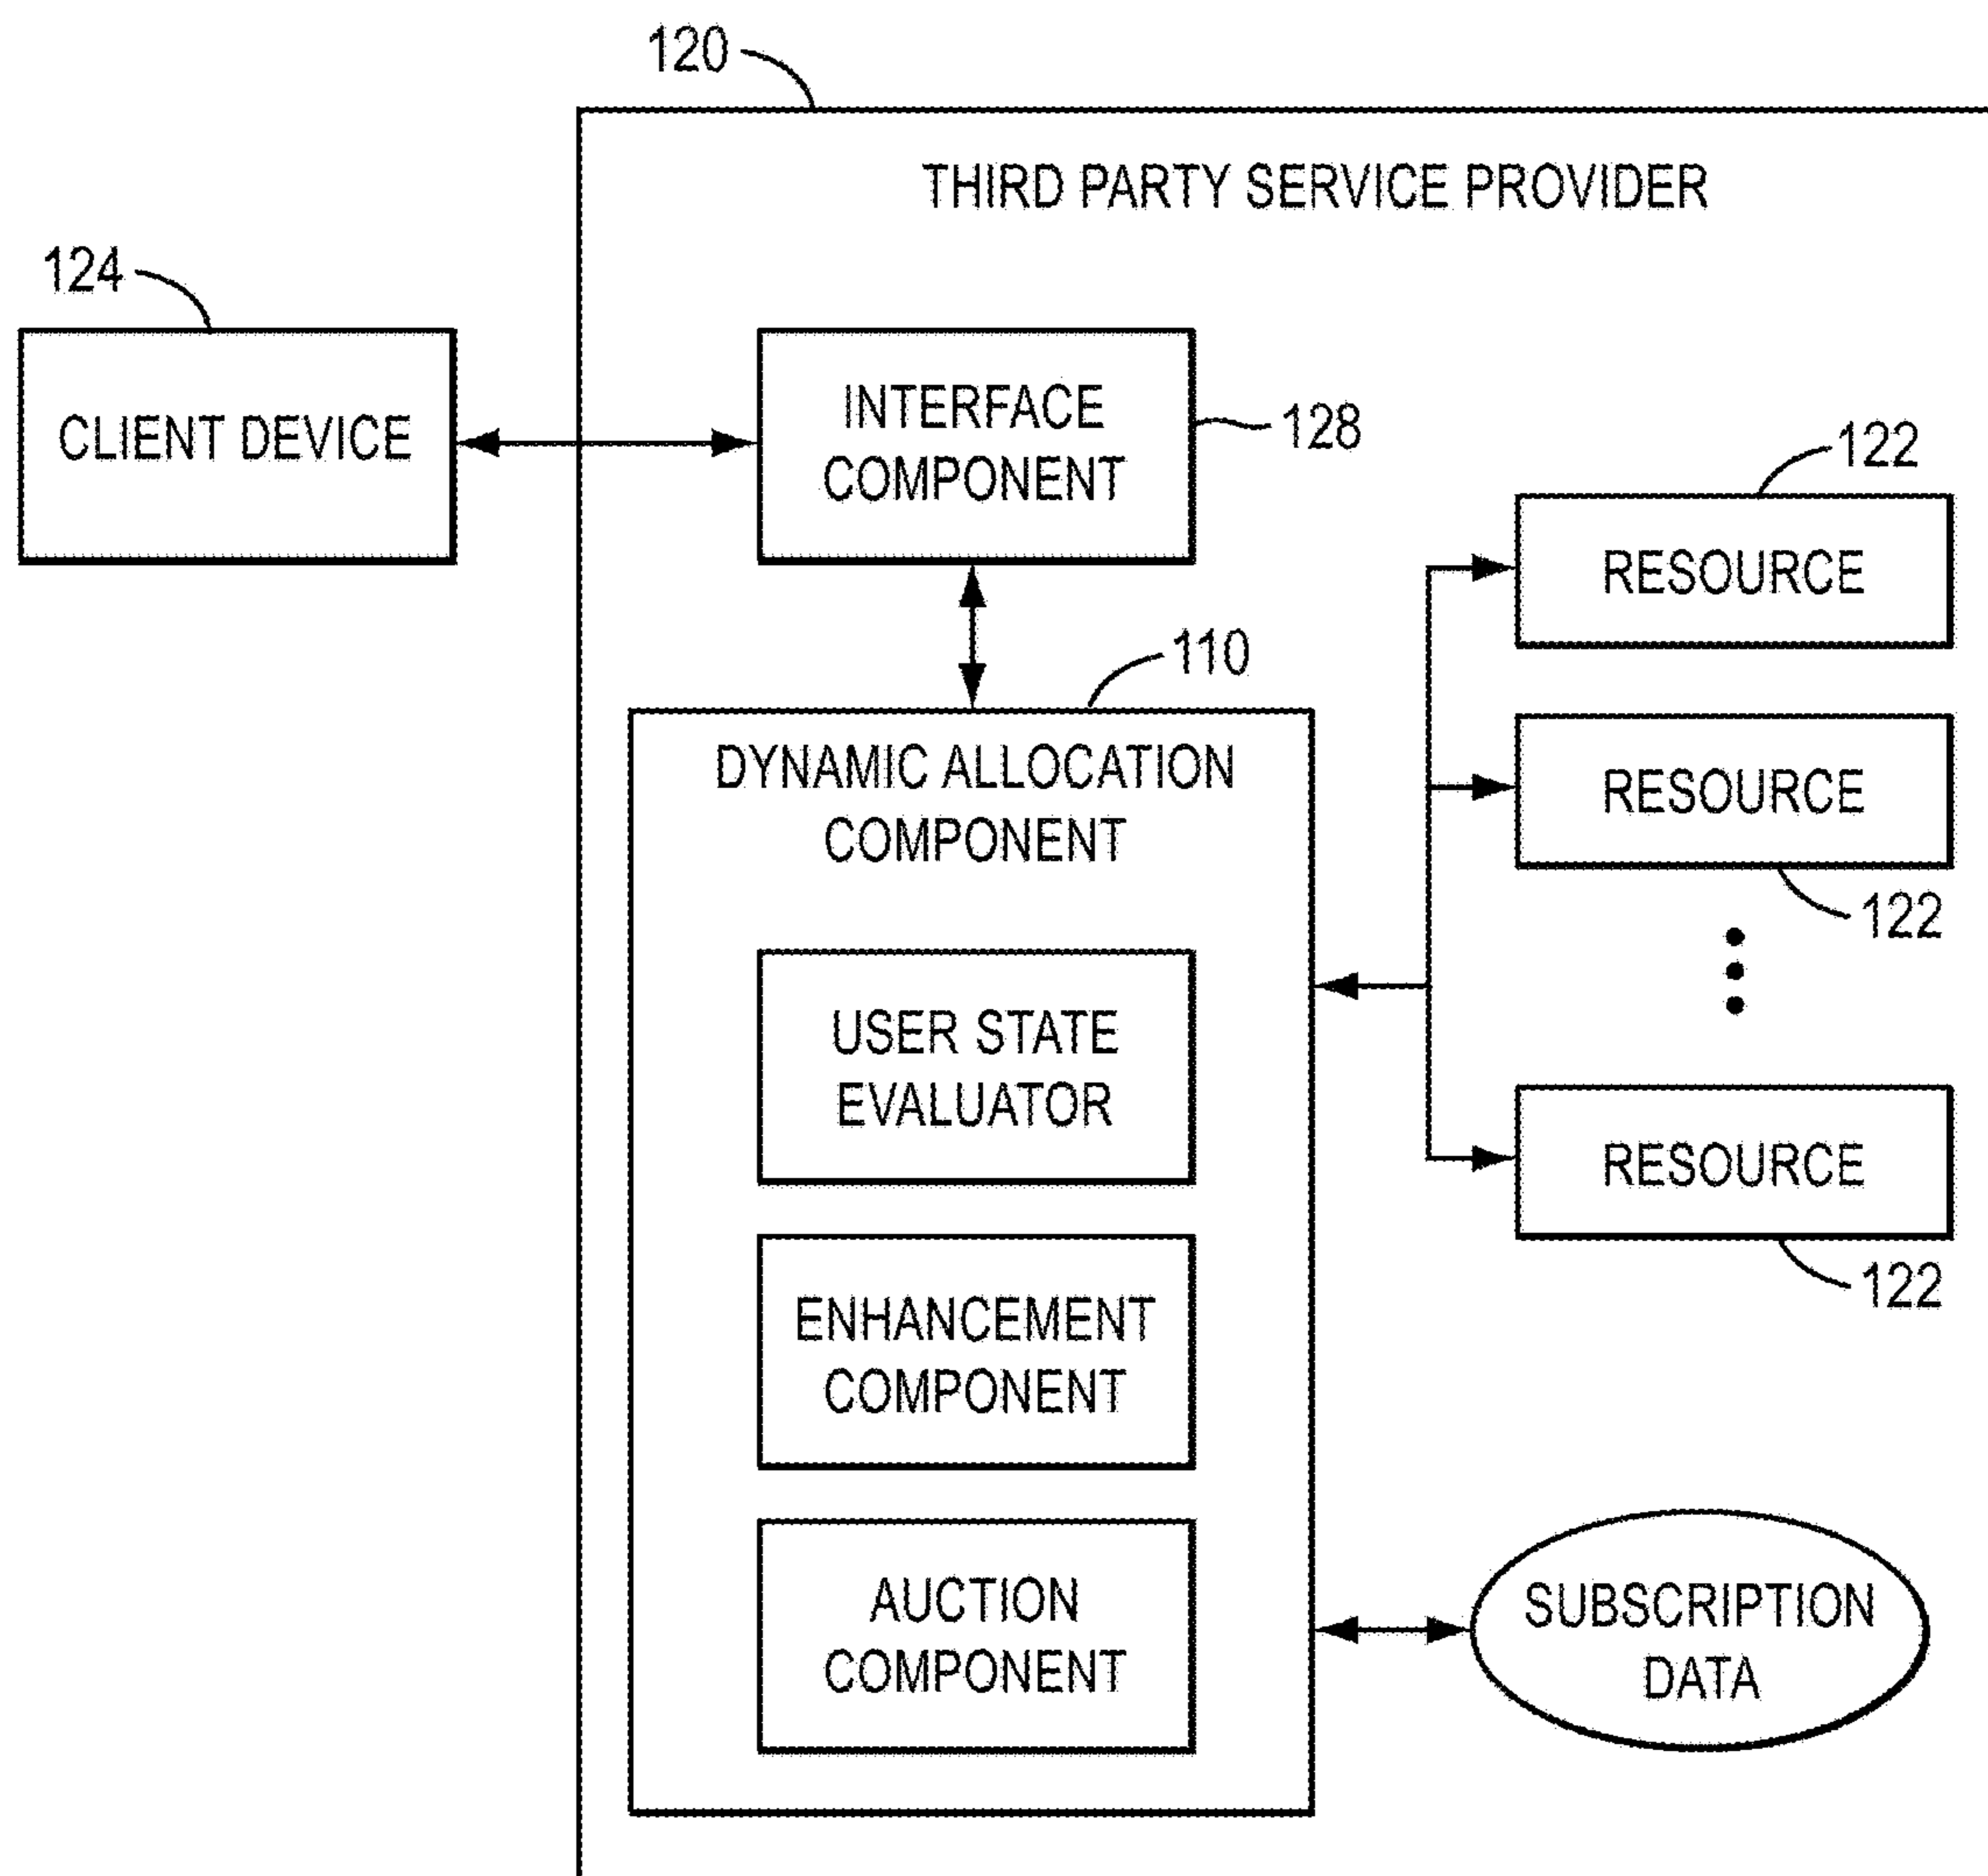 120
THIRD PARTY SERVICE PROVIDER
124
CLIENT DEVICE
INTERFACE
COMPONENT
128
122
RESOURCE
110
DYNAMIC ALLOCATION
COMPONENT
RESOURCE
122
USER STATE
EVALUATOR
RESOURCE
122
ENHANCEMENT
COMPONENT
AUCTION
COMPONENT
SUBSCRIPTION
DATA